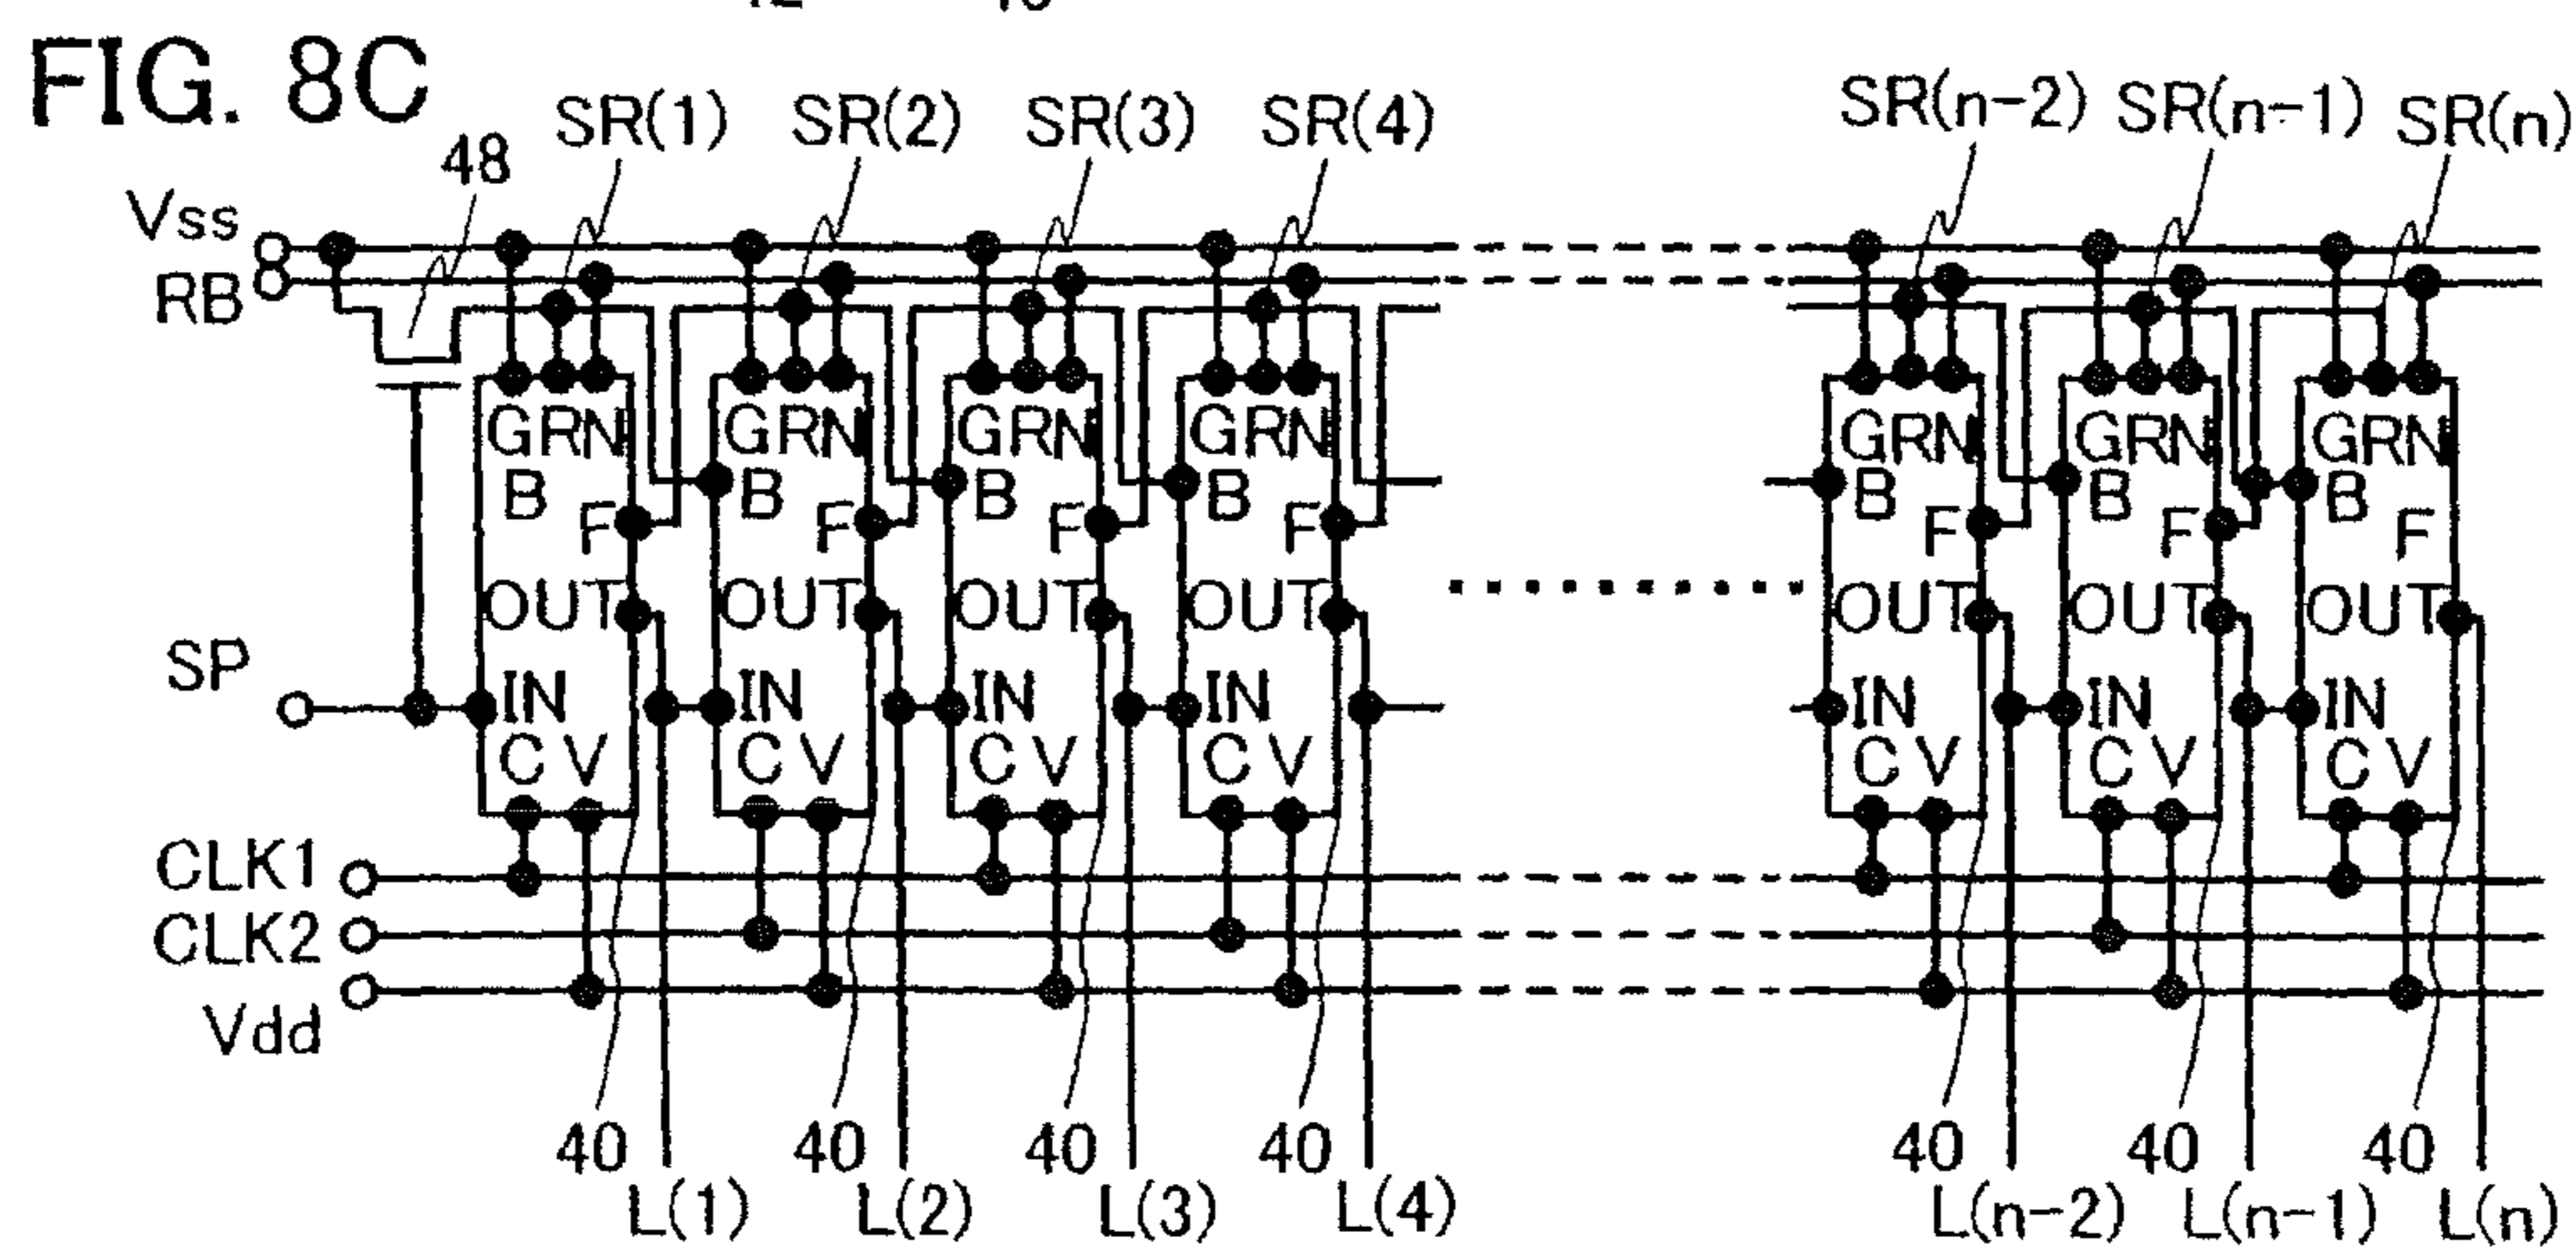 FIG. 8C
48 SR(1) SR(2) SR(3) SR(4) SR(n-2) SR(n-1) SR(n)
Vss
RB
GRN GRN GRN GRN GRN GRN GRN
B B B B B B B
F F F F F F F
OUT OUT OUT OUT OUT OUT OUT
SP
IN IN IN IN IN IN IN
C V C V C V C V C V C V C V
CLK1
CLK2
Vdd
40 40 40 40 40 40 40
L(1) L(2) L(3) L(4) L(n-2) L(n-1) L(n)